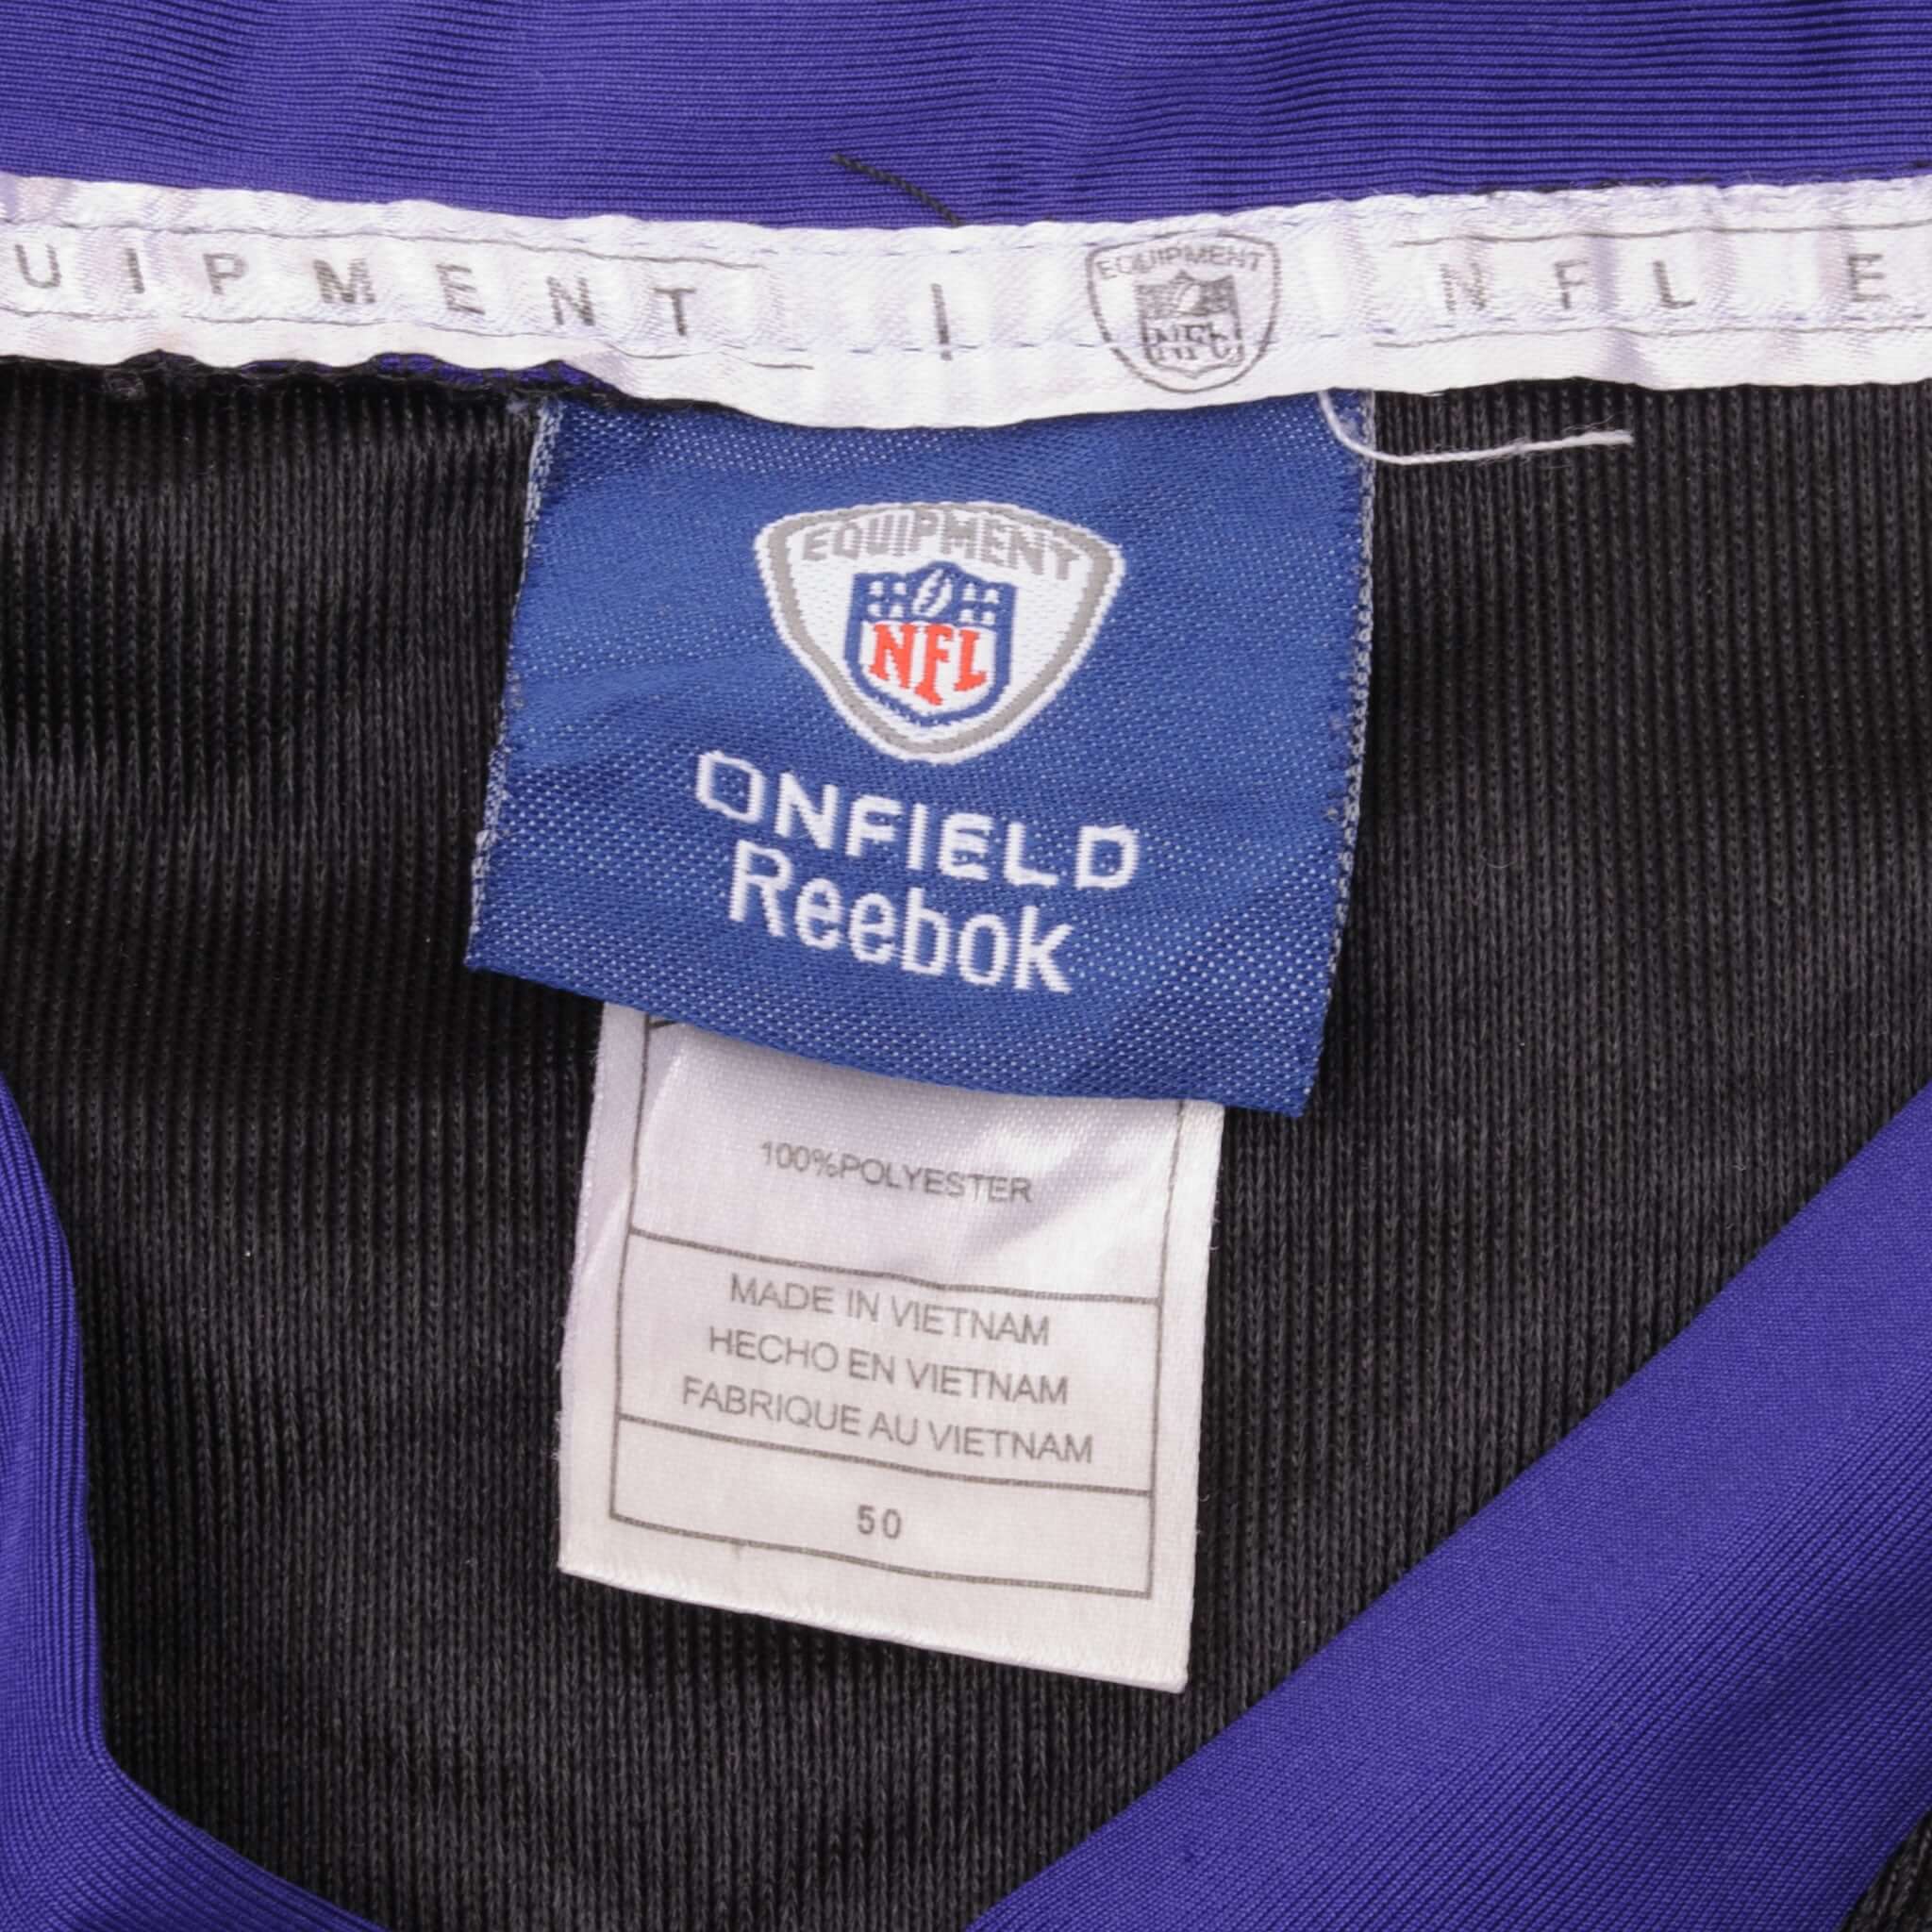 UIPMENT | EQUIPMENT NFL NFL E
EQUIPMENT
NFL
ONFIELD
Reebok
100%POLYESTER
MADE IN VIETNAM
HECHO EN VIETNAM
FABRIQUE AU VIETNAM
50